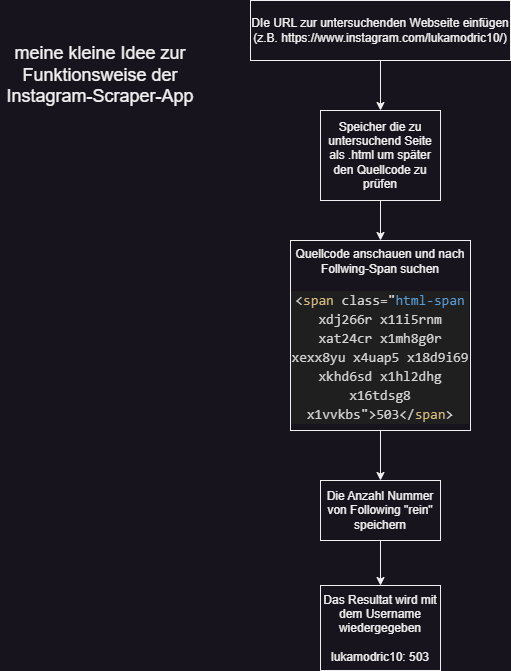 meine kleine Idee zur
Funktionsweise der
Instagram-Scraper-App
DIe URL zur untersuchenden Webseite einfügen
(z.B. https://www.instagram.com/lukamodric10/)
Speicher die zu
untersuchend Seite
als .html um später
den Quellcode zu
prüfen
Quellcode anschauen und nach
Follwing-Span suchen
<span class="html-span
xdj266r x11i5rnm
xat24cr x1mh8g0r
xexx8yu x4uap5 x18d9i69
xkhd6sd x1hl2dhg
x16tdsg8
x1vvkbs">503</span>
Die Anzahl Nummer
von Following "rein"
speichern
Das Resultat wird mit
dem Username
wiedergegeben
lukamodric10: 503